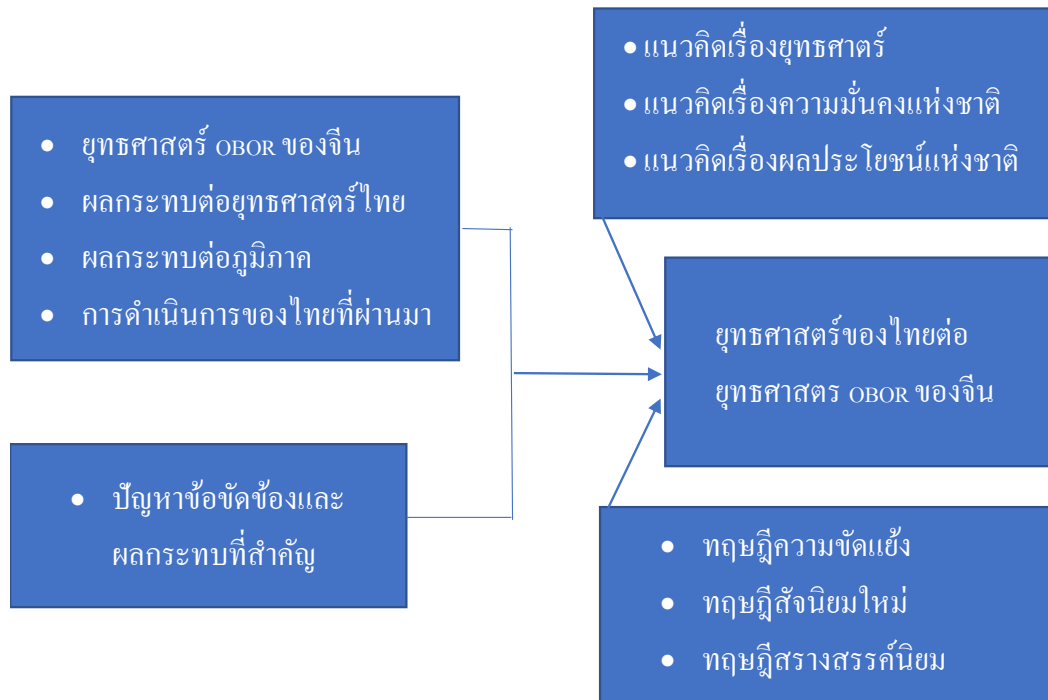 • ยุทธศาสตร์ OBOR ของจีน
• ผลกระทบต่อยุทธศาสตร์ไทย
• ผลกระทบต่อภูมิภาค
• การดำเนินการของไทยที่ผ่านมา
• ปัญหาข้อขัดข้องและ
ผลกระทบที่สำคัญ
• แนวคิดเรื่องยุทธศาตร์
• แนวคิดเรื่องความมั่นคงแห่งชาติ
• แนวคิดเรื่องผลประโยชน์แห่งชาติ
ยุทธศาสตร์ของไทยต่อ
ยุทธศาสตร OBOR ของจีน
• ทฤษฎีความขัดแย้ง
• ทฤษฎีสัจนิยมใหม่
• ทฤษฎีสรางสรรค์นิยม